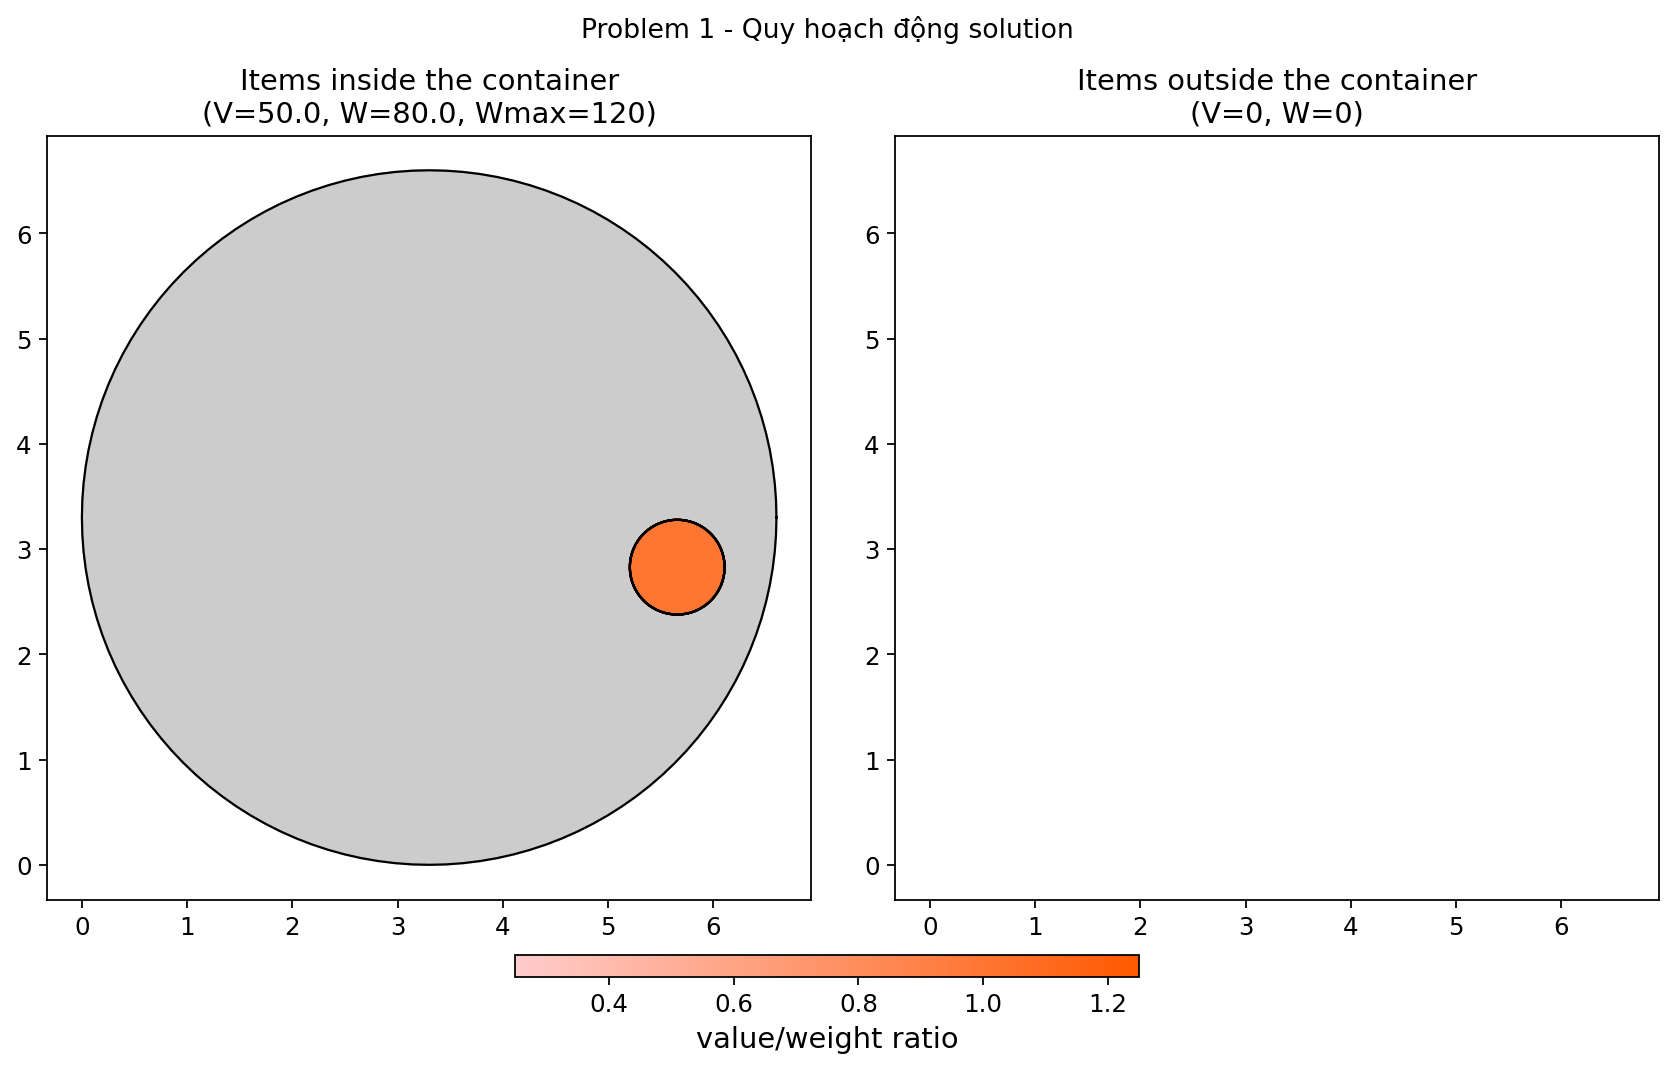 Problem 1 - Quy hoạch động solution
Items inside the container
(V=50.0, W=80.0, Wmax=120)
6
5
4
3
2
1
0
0 1 2 3 4 5 6
Items outside the container
(V=0, W=0)
6
5
4
3
2
1
0
0 1 2 3 4 5 6
0.4 0.6 0.8 1.0 1.2
value/weight ratio